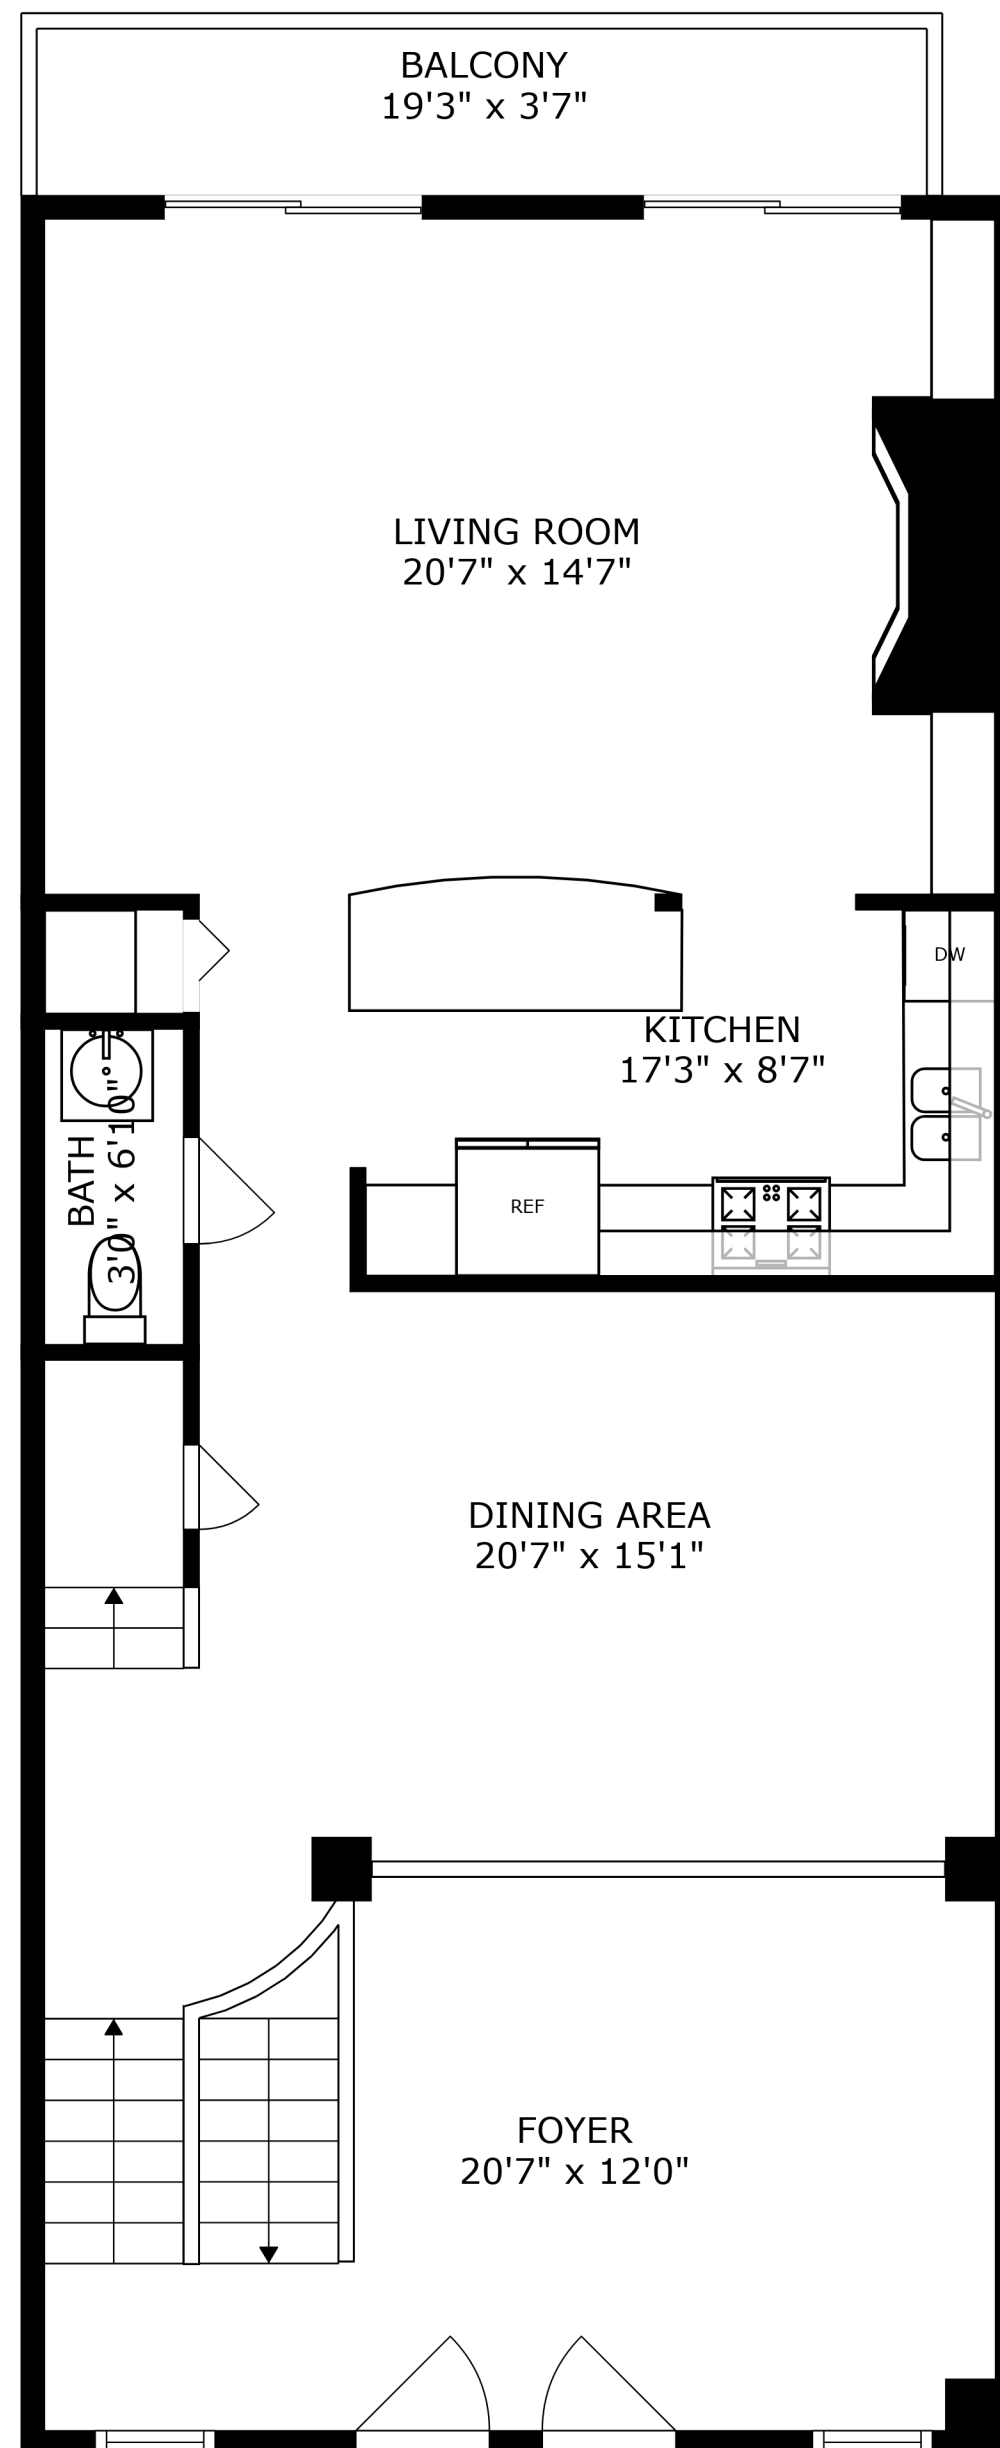 BALCONY
19'3" x 3'7"
LIVING ROOM
20'7" x 14'7"
DW
KITCHEN
17'3" x 8'7"
BATH
3'0" x 6'10"
REF
DINING AREA
20'7" x 15'1"
FOYER
20'7" x 12'0"